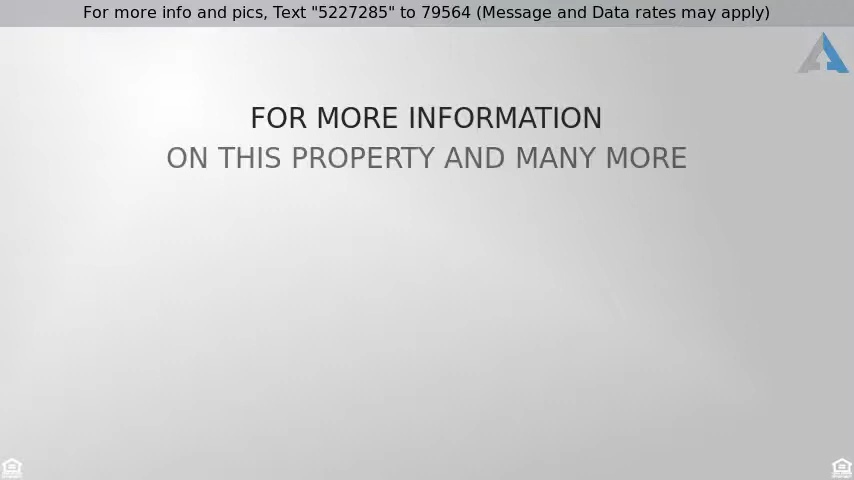 For more info and pics, Text "5227285" to 79564 (Message and Data rates may apply)
FOR MORE INFORMATION
ON THIS PROPERTY AND MANY MORE